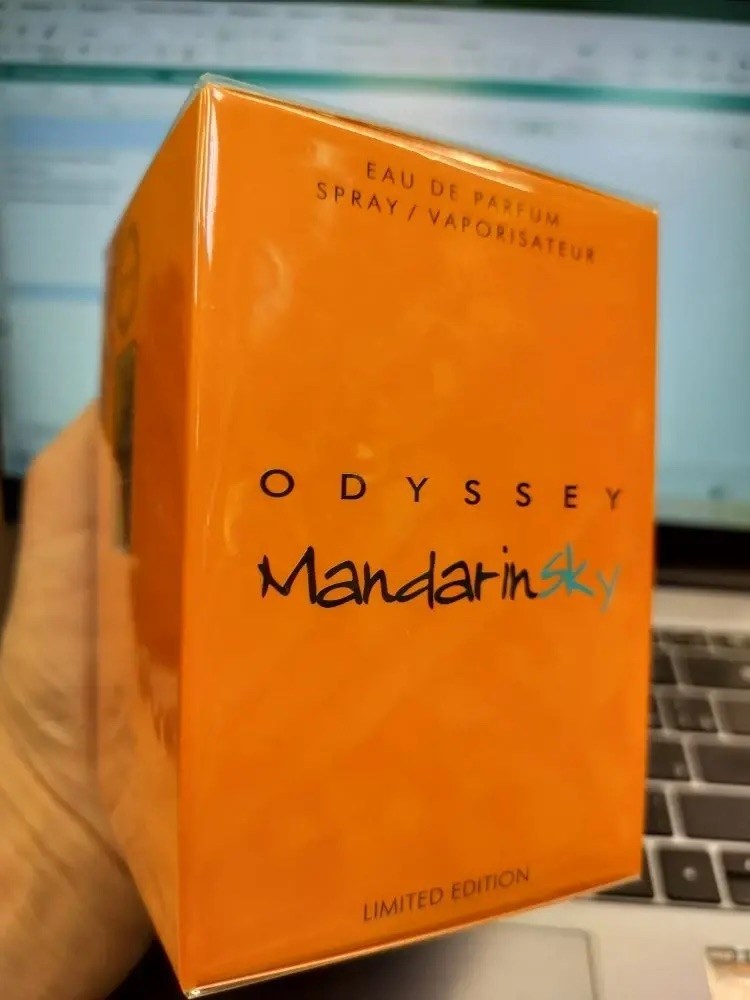 EAU DE PARFUM
SPRAY / VAPORISATEUR
ODYSSEY
MandarinSky
LIMITED EDITION